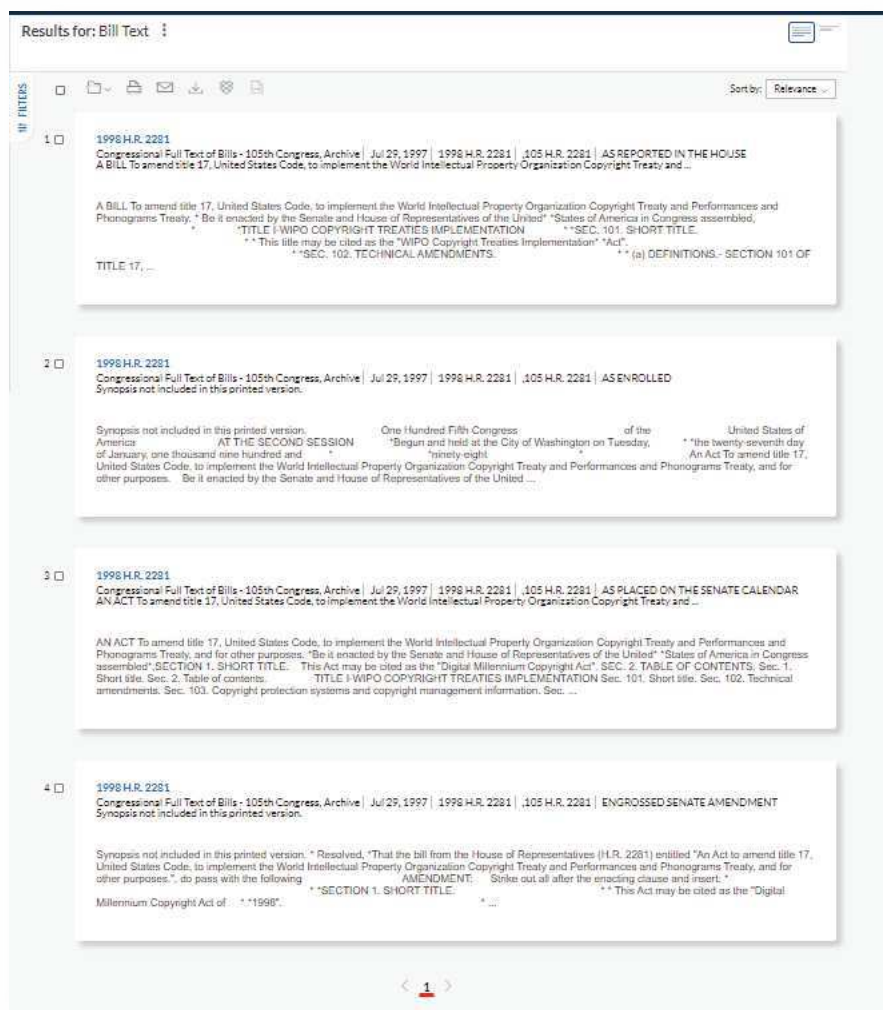 Results for: Bill Text
FILTERS
Sort by: Relevance
1
1998 H.R. 2281
Congressional Full Text of Bills - 105th Congress, Archive | Jul 29, 1997 | 1998 H.R. 2281 | ,105 H.R. 2281 | AS REPORTED IN THE HOUSE
A BILL To amend title 17, United States Code, to implement the World Intellectual Property Organization Copyright Treaty and ...
A BILL To amend title 17, United States Code, to implement the World Intellectual Property Organization Copyright Treaty and Performances and
Phonograms Treaty. * Be it enacted by the Senate and House of Representatives of the United* *States of America in Congress assembled,
* *TITLE I-WIPO COPYRIGHT TREATIES IMPLEMENTATION * *SEC. 101. SHORT TITLE.
* * This title may be cited as the "WIPO Copyright Treaties Implementation* *Act".
* *SEC. 102. TECHNICAL AMENDMENTS. * * (a) DEFINITIONS.- SECTION 101 OF
TITLE 17, ...
2
1998 H.R. 2281
Congressional Full Text of Bills - 105th Congress, Archive | Jul 29, 1997 | 1998 H.R. 2281 | ,105 H.R. 2281 | AS ENROLLED
Synopsis not included in this printed version.
Synopsis not included in this printed version. One Hundred Fifth Congress of the United States of
America AT THE SECOND SESSION *Begun and held at the City of Washington on Tuesday, * *the twenty-seventh day
of January, one thousand nine hundred and * *ninety-eight * An Act To amend title 17,
United States Code, to implement the World Intellectual Property Organization Copyright Treaty and Performances and Phonograms Treaty, and for
other purposes. Be it enacted by the Senate and House of Representatives of the United ...
3
1998 H.R. 2281
Congressional Full Text of Bills - 105th Congress, Archive | Jul 29, 1997 | 1998 H.R. 2281 | ,105 H.R. 2281 | AS PLACED ON THE SENATE CALENDAR
AN ACT To amend title 17, United States Code, to implement the World Intellectual Property Organization Copyright Treaty and ...
AN ACT To amend title 17, United States Code, to implement the World Intellectual Property Organization Copyright Treaty and Performances and
Phonograms Treaty, and for other purposes. *Be it enacted by the Senate and House of Representatives of the United* *States of America in Congress
assembled*,SECTION 1. SHORT TITLE. This Act may be cited as the "Digital Millennium Copyright Act". SEC. 2. TABLE OF CONTENTS. Sec. 1.
Short title. Sec. 2. Table of contents. TITLE I-WIPO COPYRIGHT TREATIES IMPLEMENTATION Sec. 101. Short title. Sec. 102. Technical
amendments. Sec. 103. Copyright protection systems and copyright management information. Sec. ...
4
1998 H.R. 2281
Congressional Full Text of Bills - 105th Congress, Archive | Jul 29, 1997 | 1998 H.R. 2281 | ,105 H.R. 2281 | ENGROSSED SENATE AMENDMENT
Synopsis not included in this printed version.
Synopsis not included in this printed version. * Resolved, *That the bill from the House of Representatives (H.R. 2281) entitled "An Act to amend title 17,
United States Code, to implement the World Intellectual Property Organization Copyright Treaty and Performances and Phonograms Treaty, and for
other purposes.", do pass with the following AMENDMENT: Strike out all after the enacting clause and insert: *
* *SECTION 1. SHORT TITLE. * * This Act may be cited as the "Digital
Millennium Copyright Act of * *1998". * ...
1